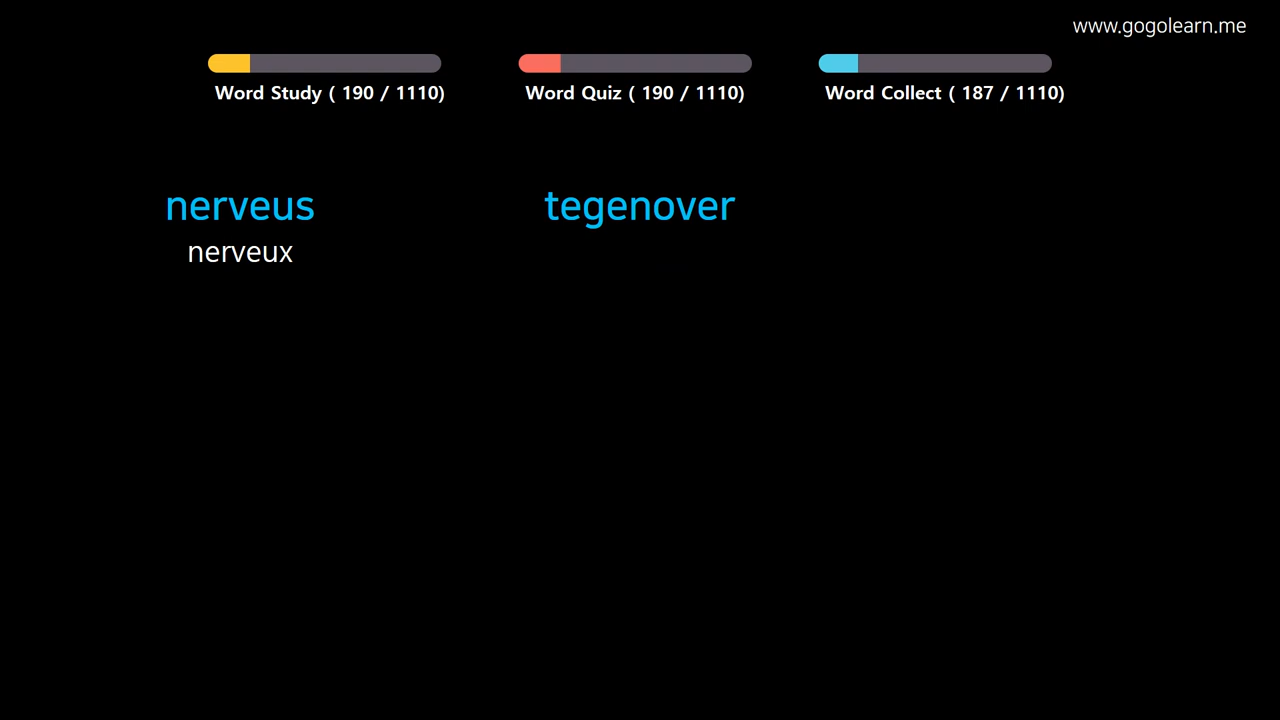 www.gogolearn.me
Word Study ( 190 / 1110)
Word Quiz ( 190 / 1110)
Word Collect ( 187 / 1110)
nerveus
tegenover
nerveux